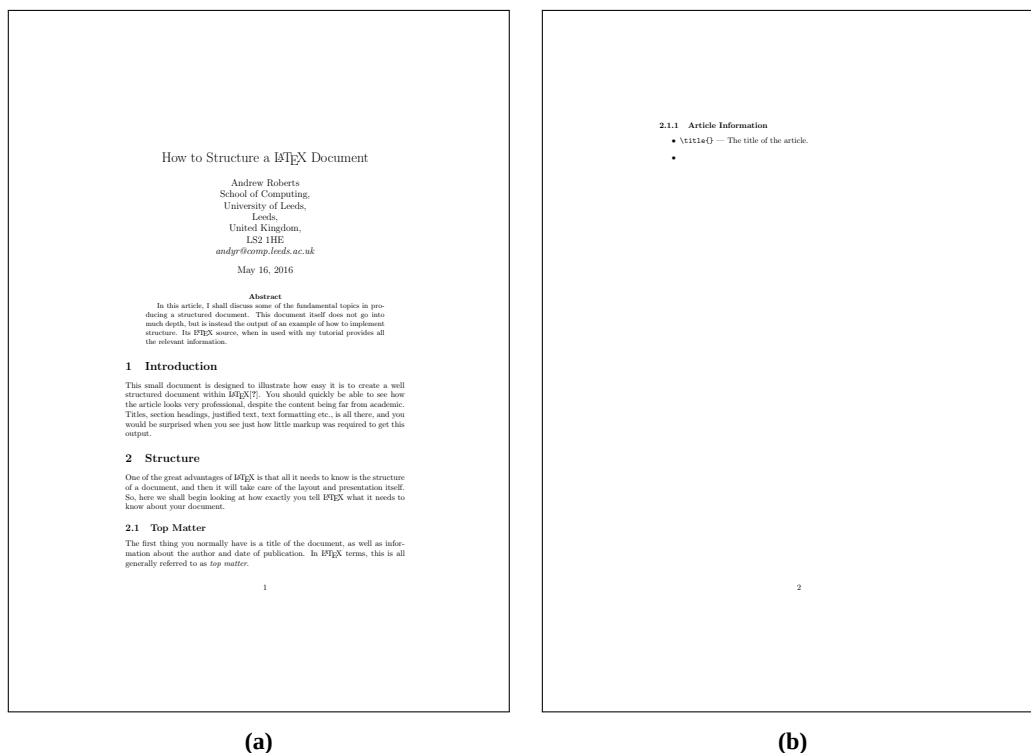 How to Structure a LATEX Document
Andrew Roberts
School of Computing,
University of Leeds,
Leeds,
United Kingdom,
LS2 1HE
andyr@comp.leeds.ac.uk
May 16, 2016
Abstract
In this article, I shall discuss some of the fundamental topics in pro-
ducing a structured document. This document itself does not go into
much depth, but is instead the output of an example of how to implement
structure. Its LATEX source, when in used with my tutorial provides all
the relevant information.
1 Introduction
This small document is designed to illustrate how easy it is to create a well
structured document within LATEX[?]. You should quickly be able to see how
the article looks very professional, despite the content being far from academic.
Titles, section headings, justified text, text formatting etc., is all there, and you
would be surprised when you see just how little markup was required to get this
output.
2 Structure
One of the great advantages of LATEX is that all it needs to know is the structure
of a document, and then it will take care of the layout and presentation itself.
So, here we shall begin looking at how exactly you tell LATEX what it needs to
know about your document.
2.1 Top Matter
The first thing you normally have is a title of the document, as well as infor-
mation about the author and date of publication. In LATEX terms, this is all
generally referred to as top matter.
1
(a)
2.1.1 Article Information
• \title{} — The title of the article.
•
2
(b)